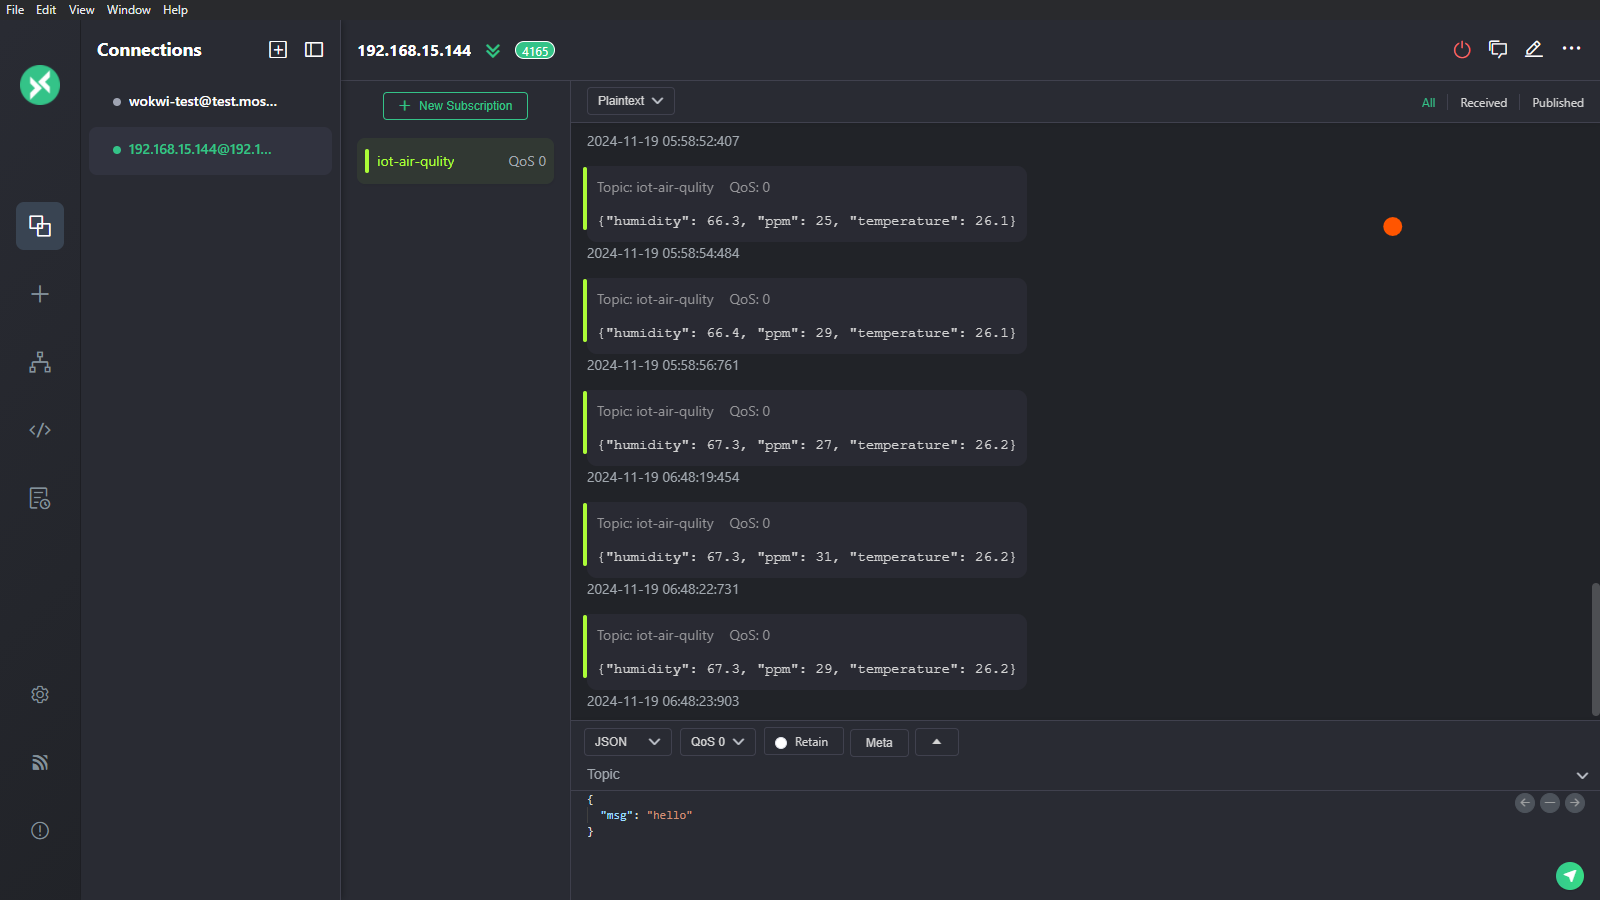 File Edit View Window Help
Connections
wokwi-test@test.mos...
192.168.15.144@192.1...
192.168.15.144 4165
New Subscription
iot-air-qulity QoS 0
Plaintext
All Received Published
2024-11-19 05:58:52:407
Topic: iot-air-qulity QoS: 0
{"humidity": 66.3, "ppm": 25, "temperature": 26.1}
2024-11-19 05:58:54:484
Topic: iot-air-qulity QoS: 0
{"humidity": 66.4, "ppm": 29, "temperature": 26.1}
2024-11-19 05:58:56:761
Topic: iot-air-qulity QoS: 0
{"humidity": 67.3, "ppm": 27, "temperature": 26.2}
2024-11-19 06:48:19:454
Topic: iot-air-qulity QoS: 0
{"humidity": 67.3, "ppm": 31, "temperature": 26.2}
2024-11-19 06:48:22:731
Topic: iot-air-qulity QoS: 0
{"humidity": 67.3, "ppm": 29, "temperature": 26.2}
2024-11-19 06:48:23:903
JSON QoS 0 Retain Meta
Topic
{
"msg": "hello"
}